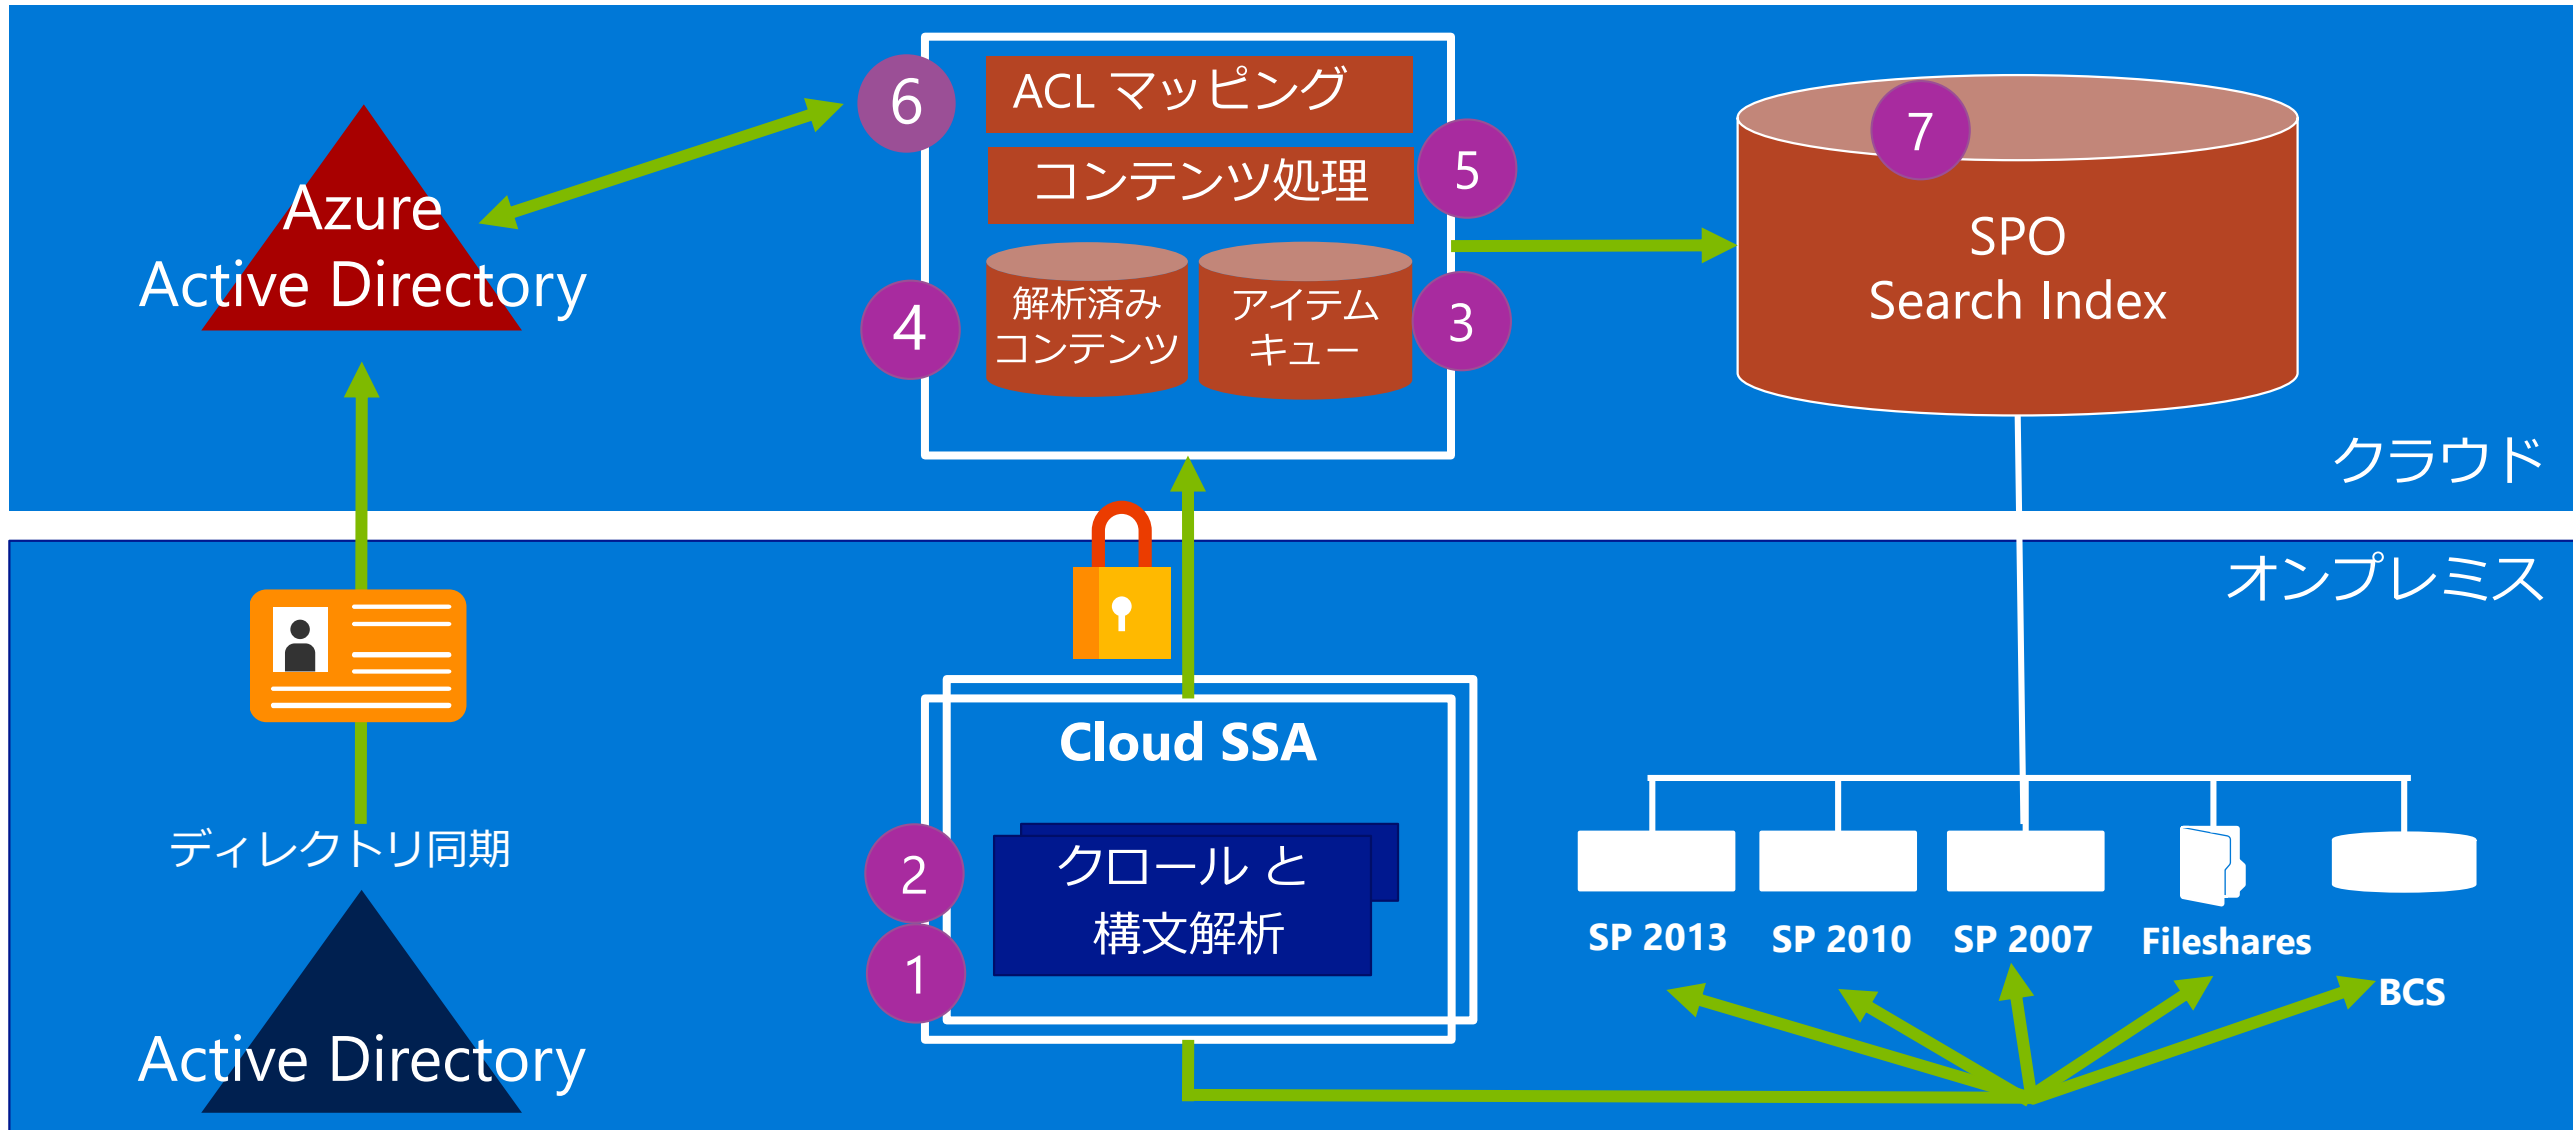 6
ACL マッピング
コンテンツ処理
5
7
Azure
Active Directory
4
解析済み
コンテンツ
アイテム
キュー
3
SPO
Search Index
クラウド
オンプレミス
ディレクトリ同期
Active Directory
Cloud SSA
2
クロール と
構文解析
1
SP 2013
SP 2010
SP 2007
Fileshares
BCS